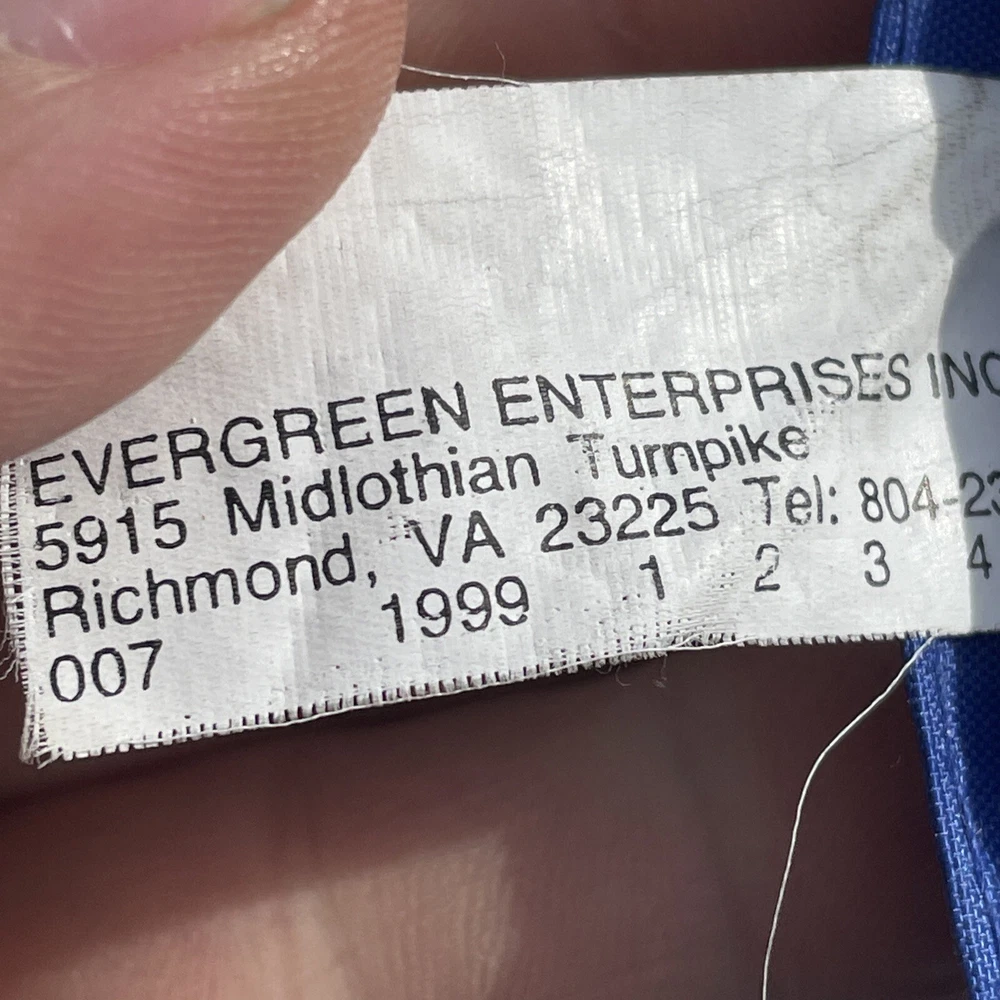 EVERGREEN ENTERPRISES INC
5915 Midlothian Turnpike
Richmond, VA 23225 Tel: 804-23
007 1999 1 2 3 4